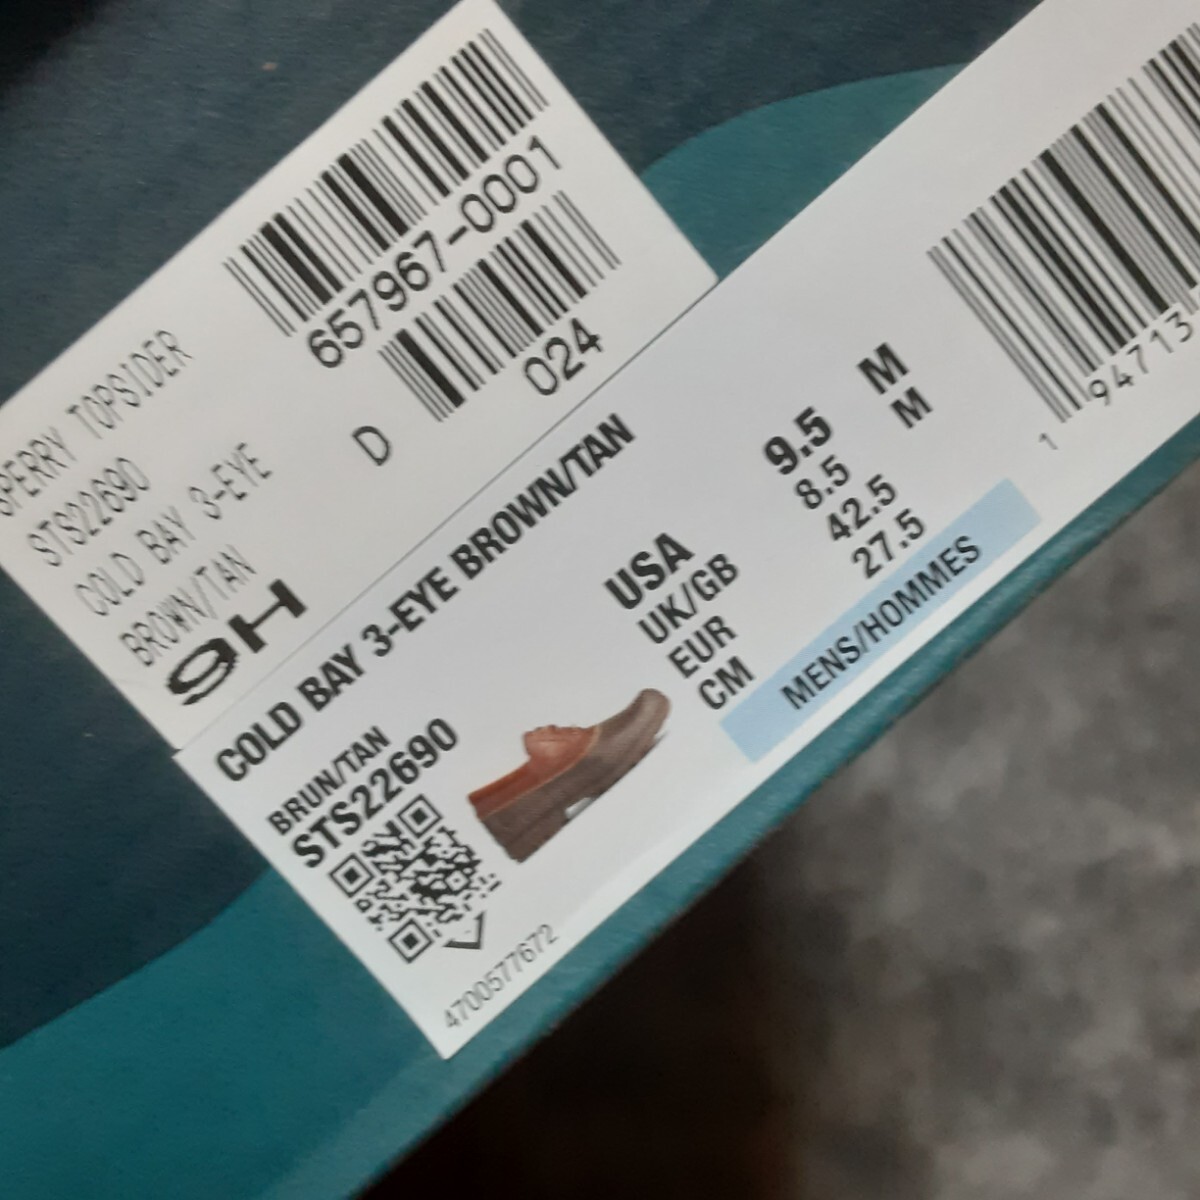 657967-0001
D 024
SPERRY TOPSIDER
STS22690
COLD BAY 3-EYE
BROWN/TAN
9H
COLD BAY 3-EYE BROWN/TAN
BRUN/TAN
STS22690
4700577672
USA 9.5 M
UK/GB 8.5 M
EUR 42.5
CM 27.5
MENS/HOMMES
1 94713